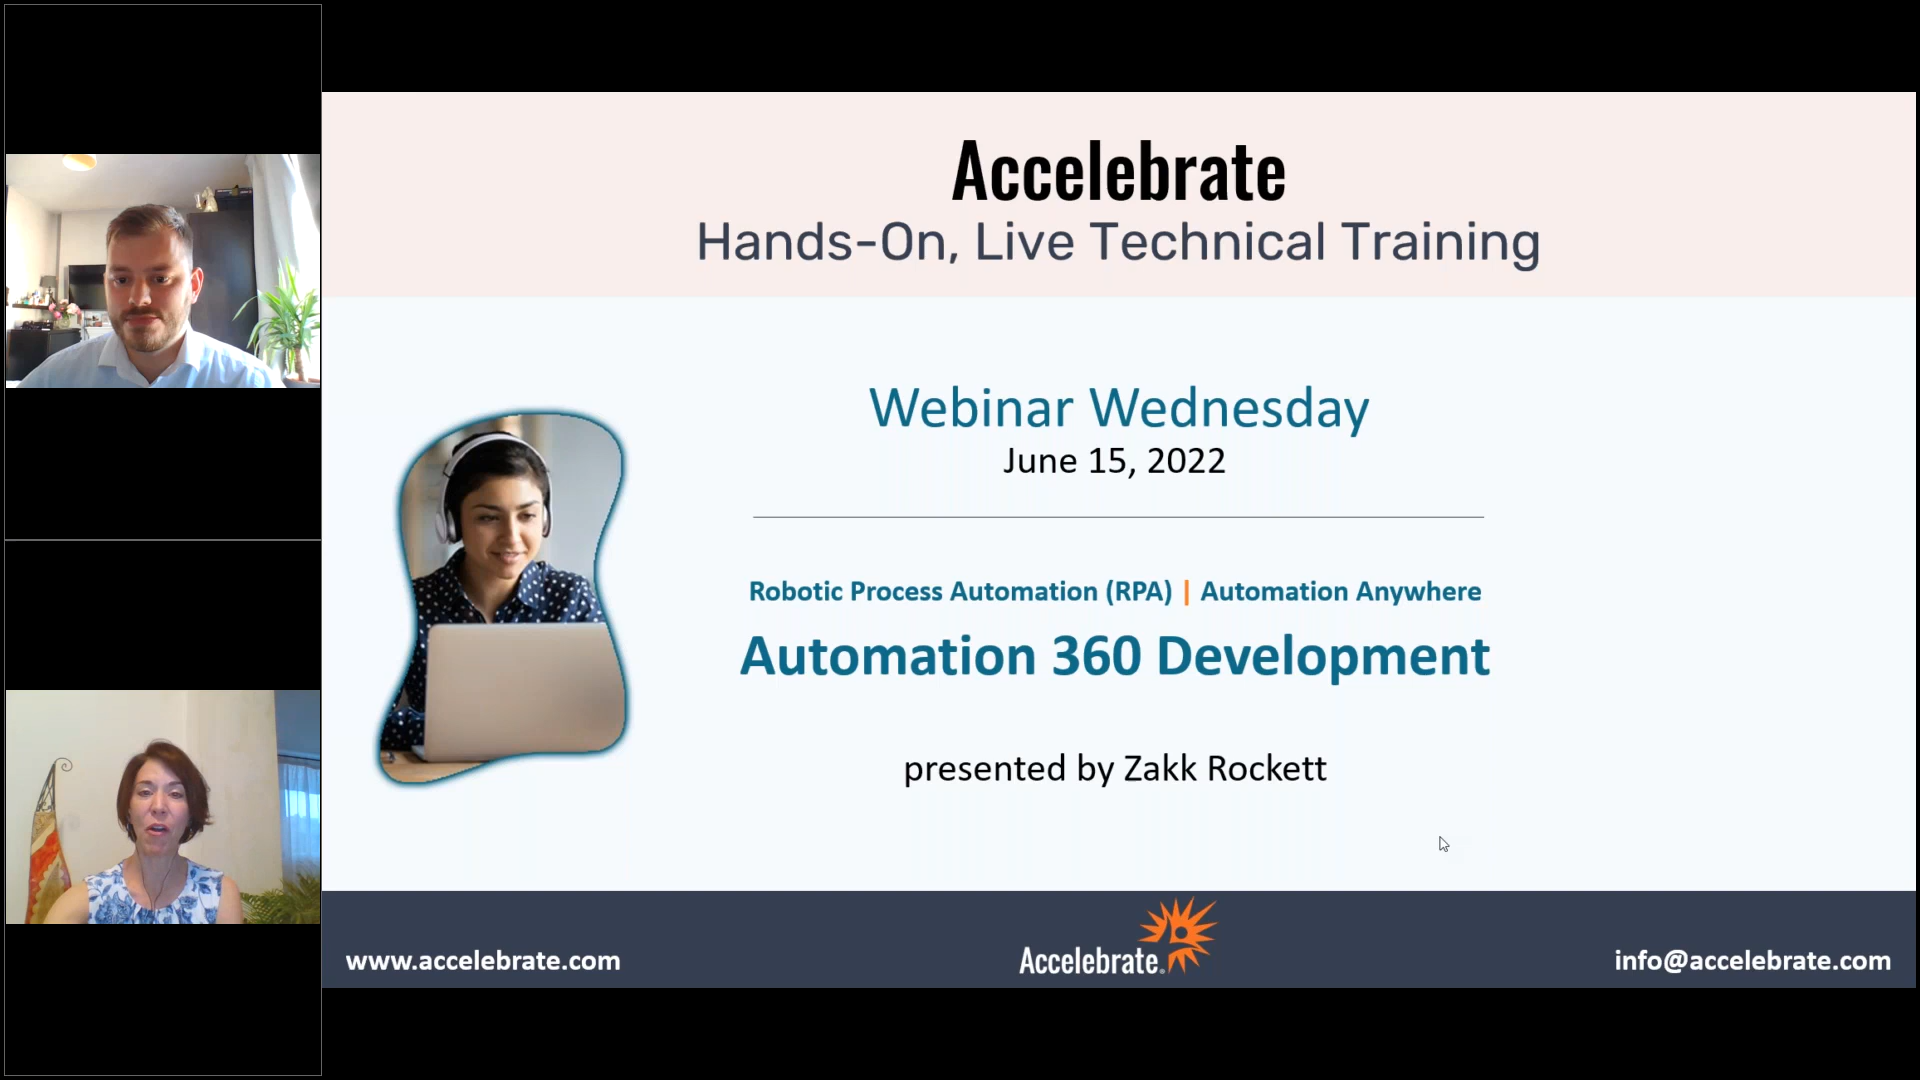 Accelebrate
Hands-On, Live Technical Training
Webinar Wednesday
June 15, 2022
Robotic Process Automation (RPA) | Automation Anywhere
Automation 360 Development
presented by Zakk Rockett
www.accelebrate.com
Accelebrate.
info@accelebrate.com